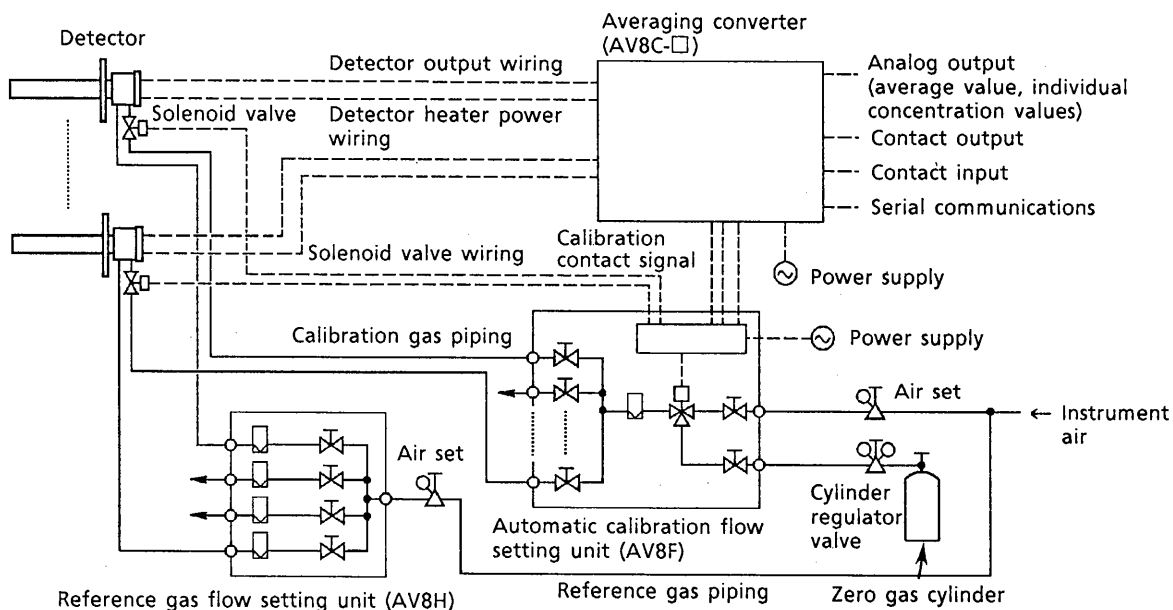 Detector
Averaging converter
(AV8C-□)
Detector output wiring
Analog output
(average value, individual
concentration values)
Solenoid valve
Detector heater power
wiring
Contact output
Contact input
Serial communications
Solenoid valve wiring
Calibration
contact signal
Power supply
Calibration gas piping
Power supply
Air set
←Instrument
air
Air set
Cylinder
regulator
valve
Automatic calibration flow
setting unit (AV8F)
Reference gas flow setting unit (AV8H)
Reference gas piping
Zero gas cylinder